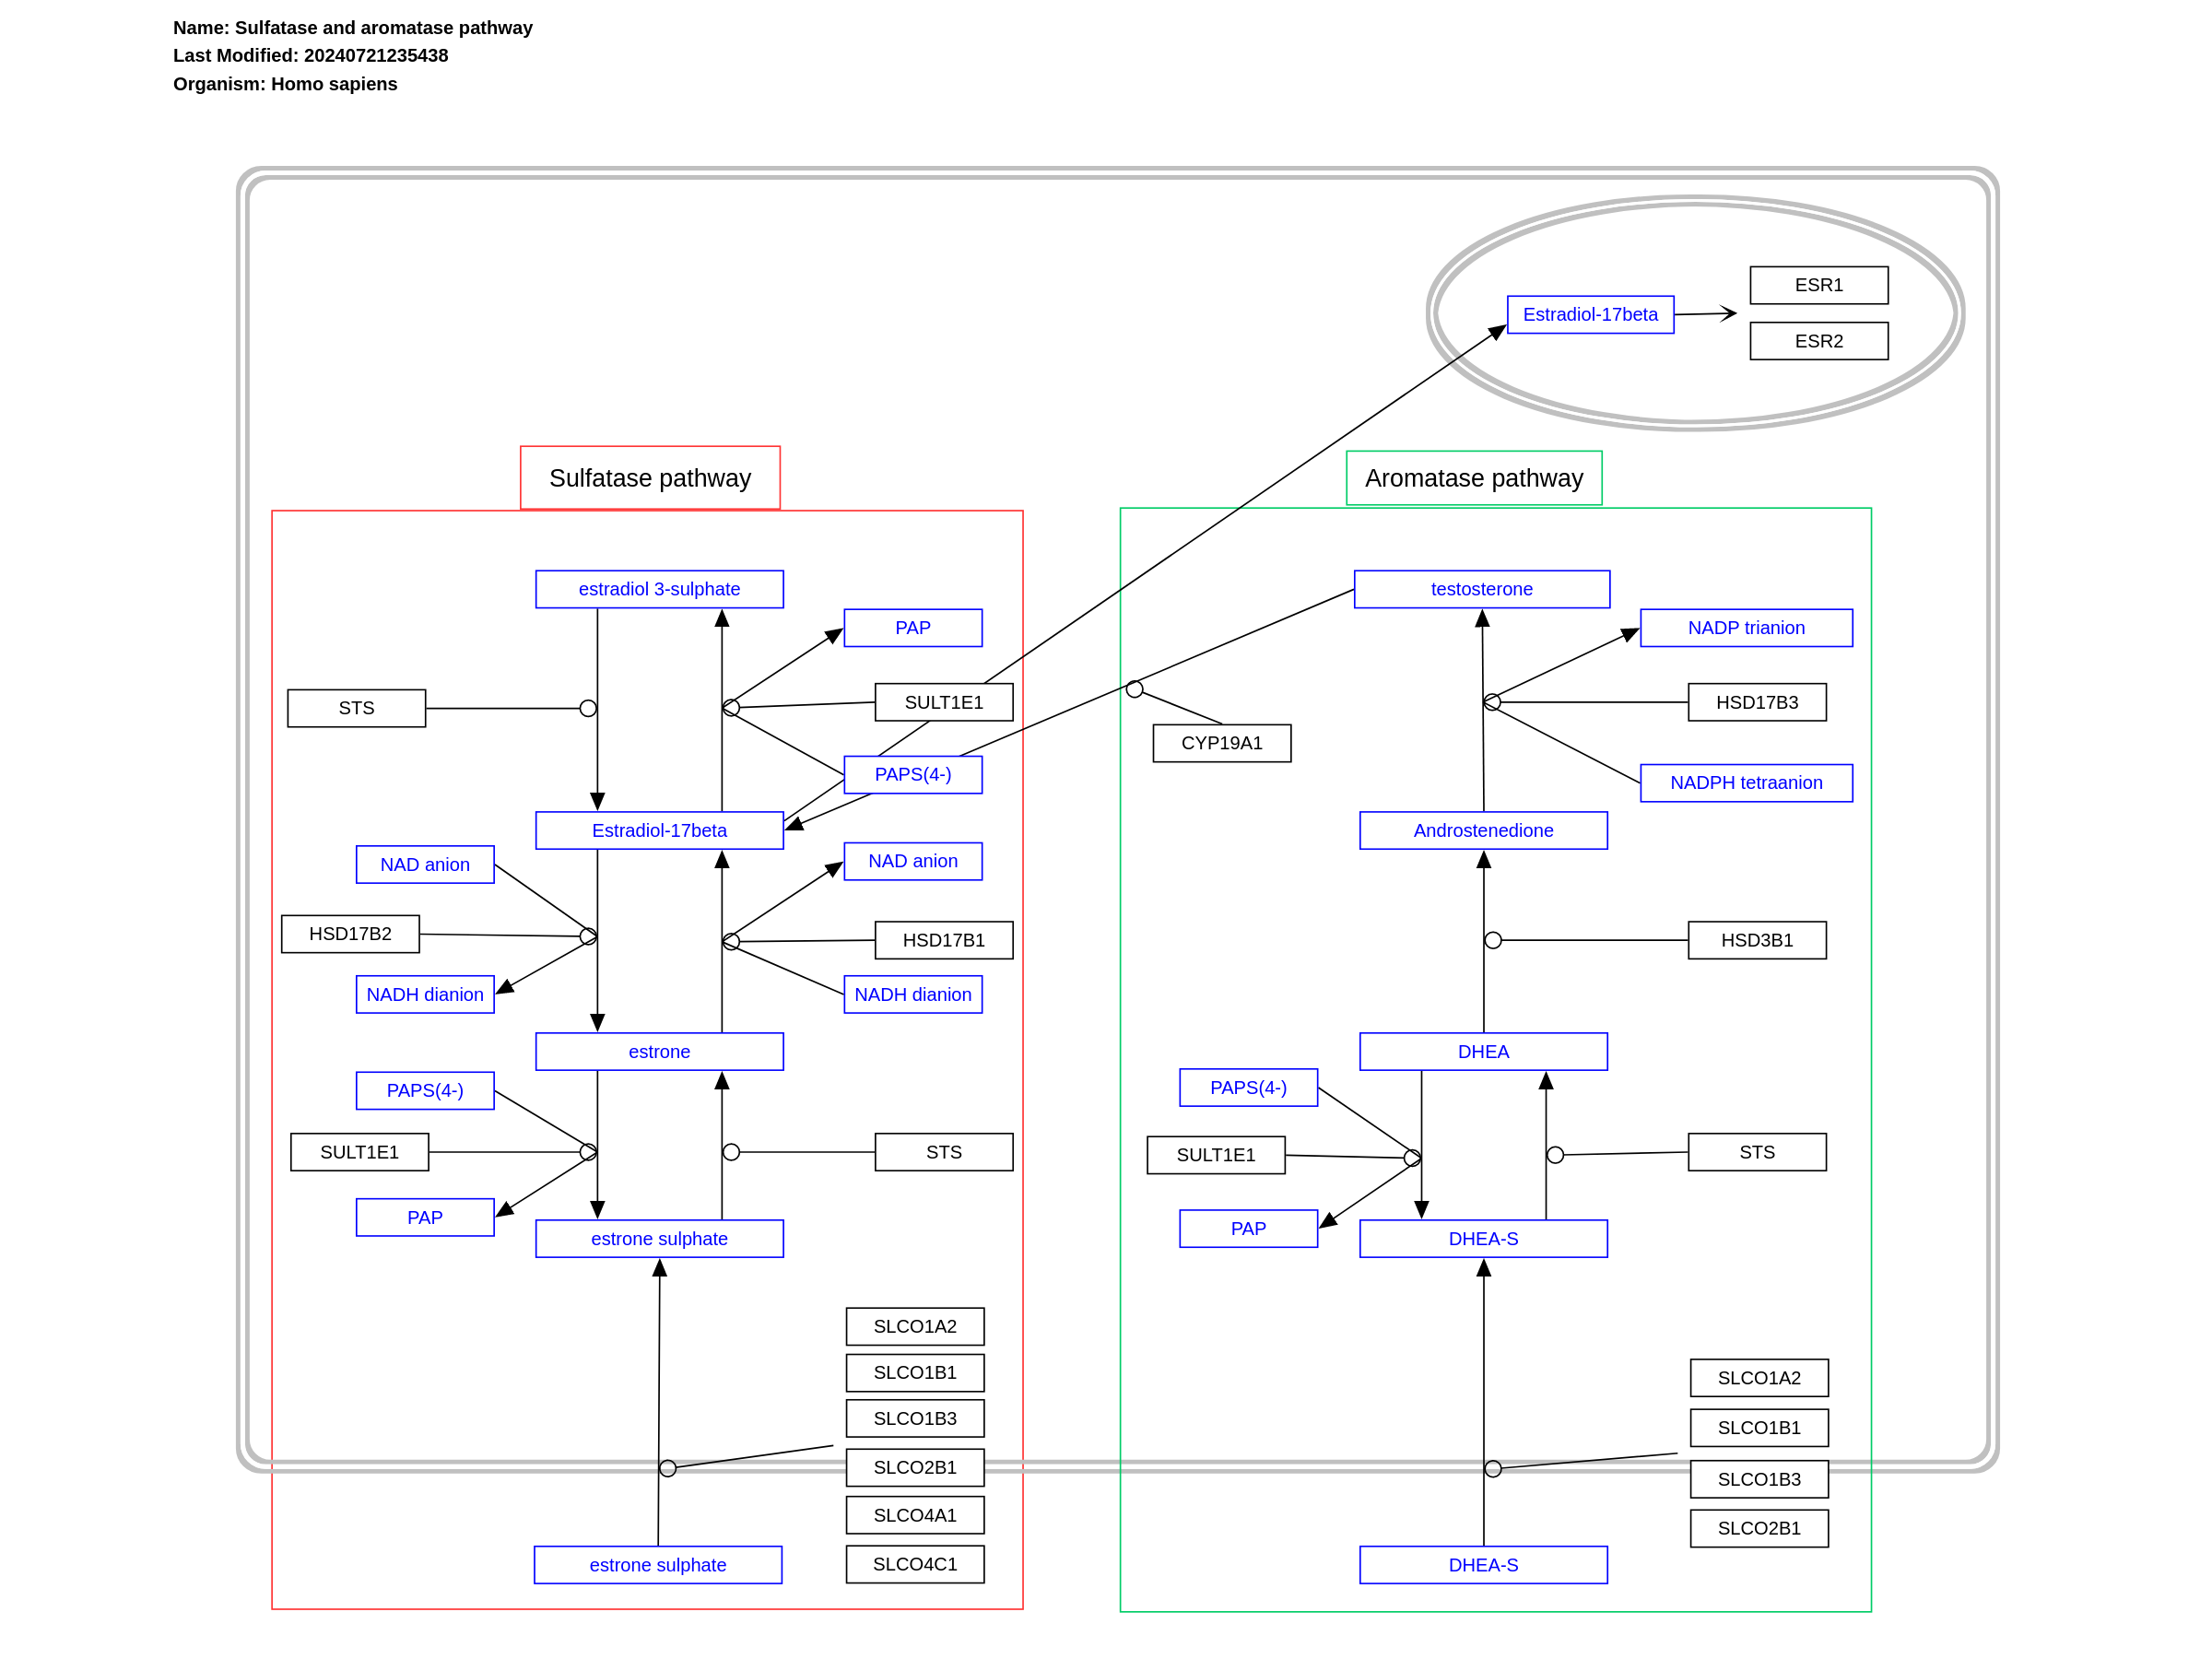 Name: Sulfatase and aromatase pathway
Last Modified: 20240721235438
Organism: Homo sapiens
ESR1
Estradiol-17beta
ESR2
Sulfatase pathway
Aromatase pathway
estradiol 3-sulphate
PAP
STS
SULT1E1
PAPS(4-)
Estradiol-17beta
NAD anion
NAD anion
HSD17B2
HSD17B1
NADH dianion
NADH dianion
estrone
PAPS(4-)
SULT1E1
STS
PAP
estrone sulphate
SLCO1A2
SLCO1B1
SLCO1B3
SLCO2B1
SLCO4A1
SLCO4C1
estrone sulphate
testosterone
NADP trianion
HSD17B3
CYP19A1
NADPH tetraanion
Androstenedione
HSD3B1
DHEA
PAPS(4-)
SULT1E1
STS
PAP
DHEA-S
SLCO1A2
SLCO1B1
SLCO1B3
SLCO2B1
DHEA-S